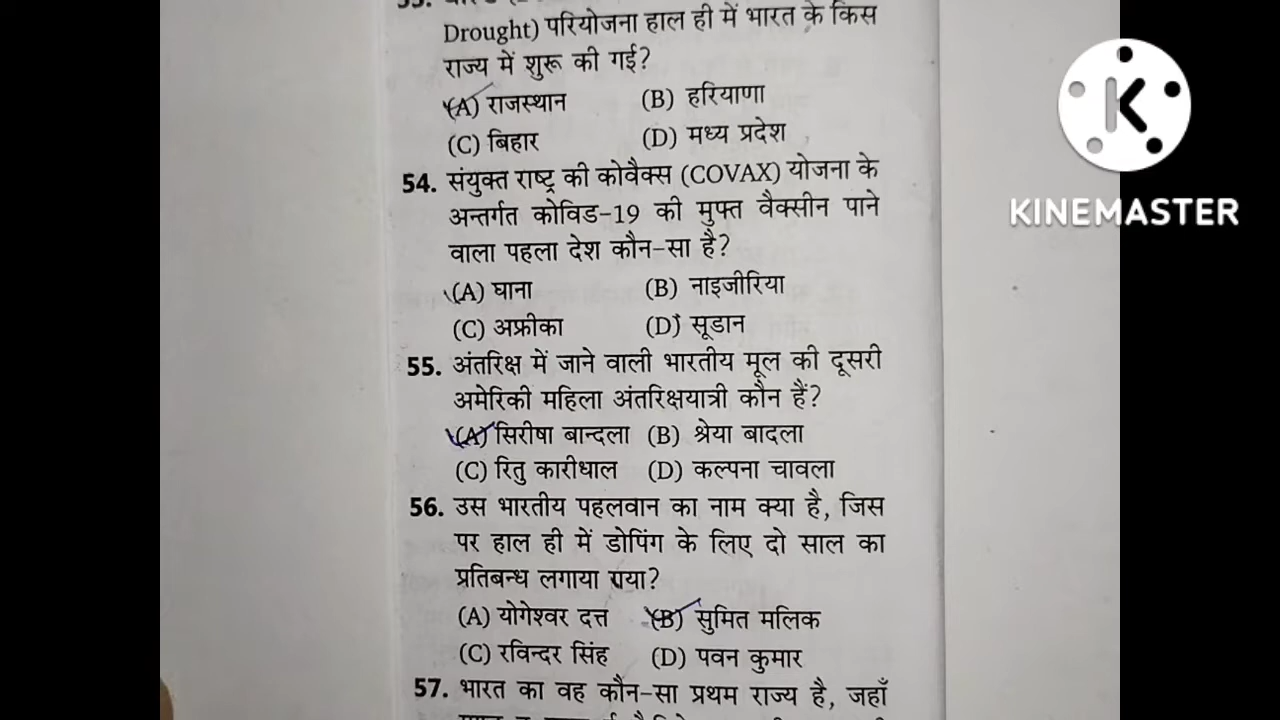 Drought) परियोजना हाल ही में भारत के किस
राज्य में शुरू की गई?
(A) राजस्थान (B) हरियाणा
(C) बिहार (D) मध्य प्रदेश
54. संयुक्त राष्ट्र की कोवैक्स (COVAX) योजना के
अन्तर्गत कोविड-19 की मुफ्त वैक्सीन पाने
वाला पहला देश कौन-सा है?
(A) घाना (B) नाइजीरिया
(C) अफ्रीका (D) सूडान
55. अंतरिक्ष में जाने वाली भारतीय मूल की दूसरी
अमेरिकी महिला अंतरिक्षयात्री कौन हैं?
(A) सिरीषा बान्दला (B) श्रेया बादला
(C) रितु कारीधाल (D) कल्पना चावला
56. उस भारतीय पहलवान का नाम क्या है, जिस
पर हाल ही में डोपिंग के लिए दो साल का
प्रतिबन्ध लगाया गया?
(A) योगेश्वर दत्त (B) सुमित मलिक
(C) रविन्दर सिंह (D) पवन कुमार
57. भारत का वह कौन-सा प्रथम राज्य है, जहाँ
KINEMASTER